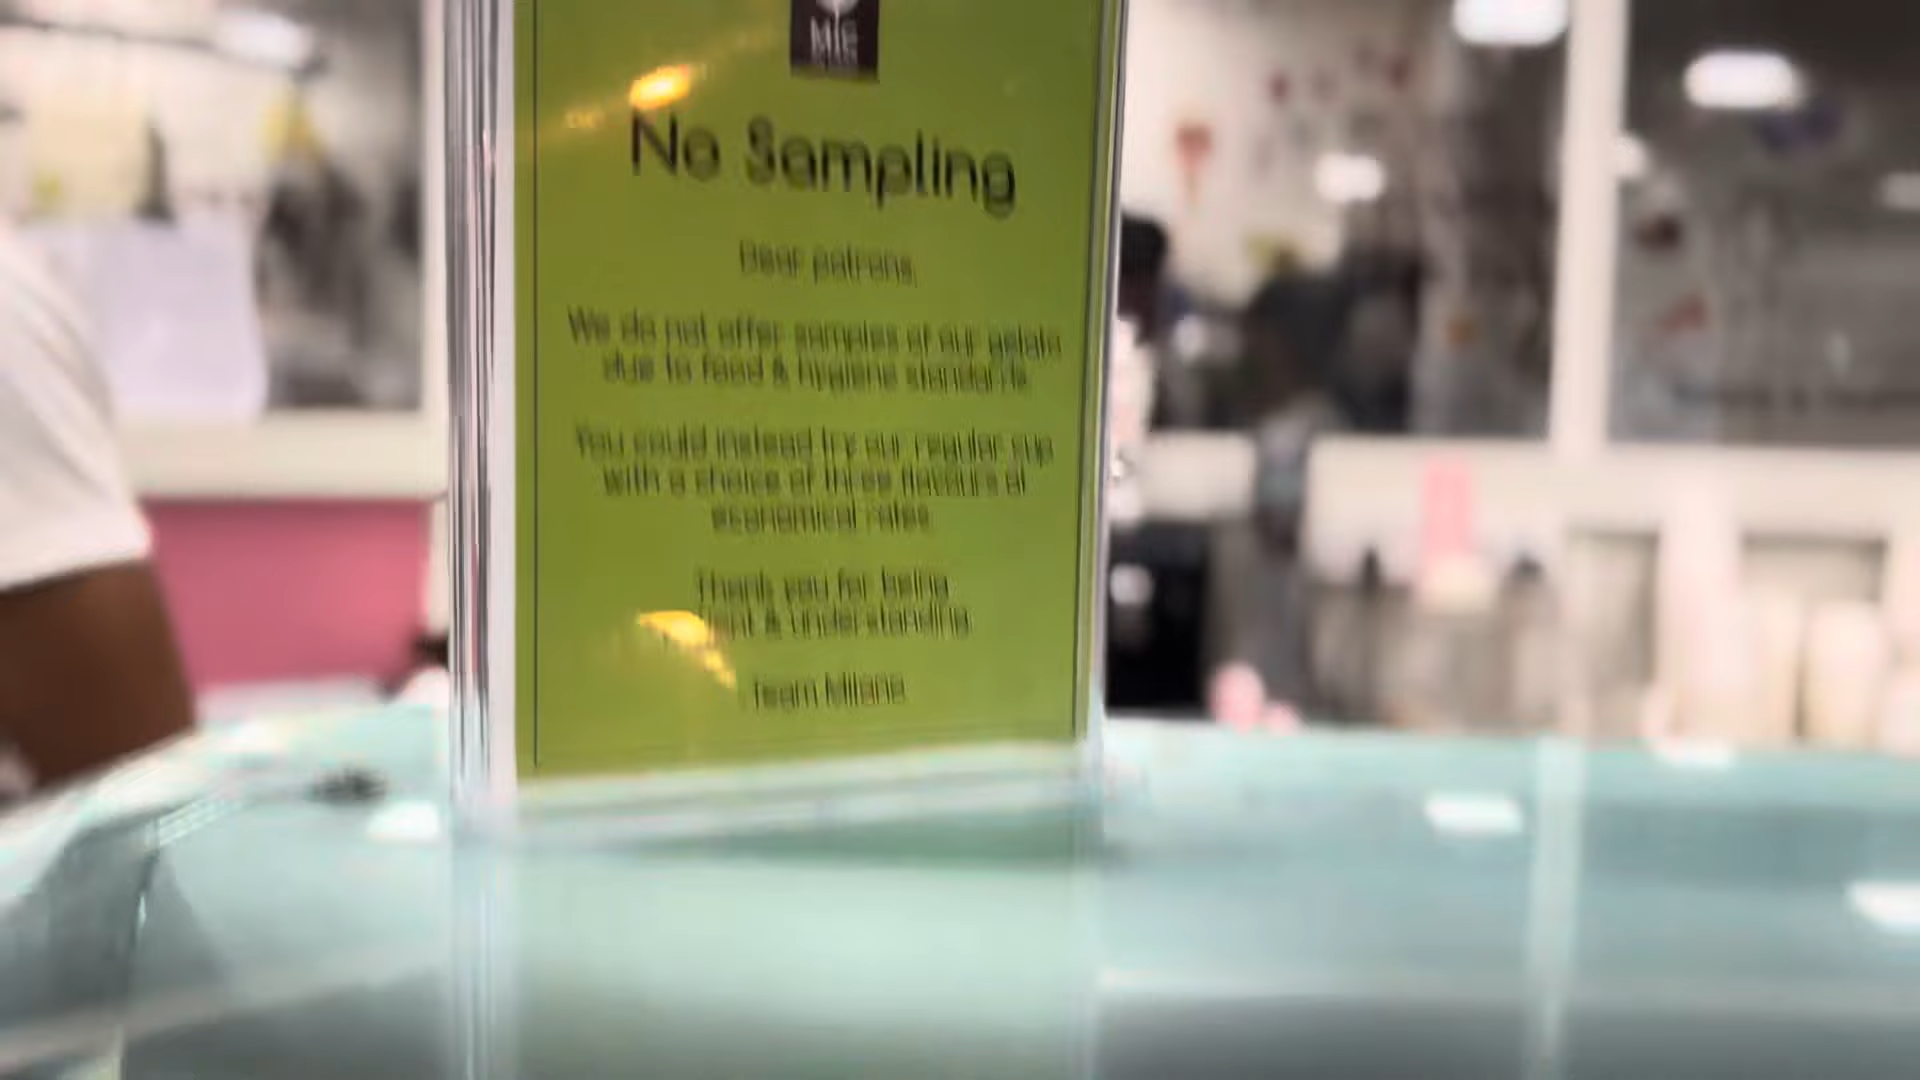 No Sampling
Dear patrons,
We do not offer samples of our gelato
due to food & hygiene standards.
You could instead try our regular cup
with a choice of three flavours at
economical rates.
Thank you for being
& understanding
Team Milano